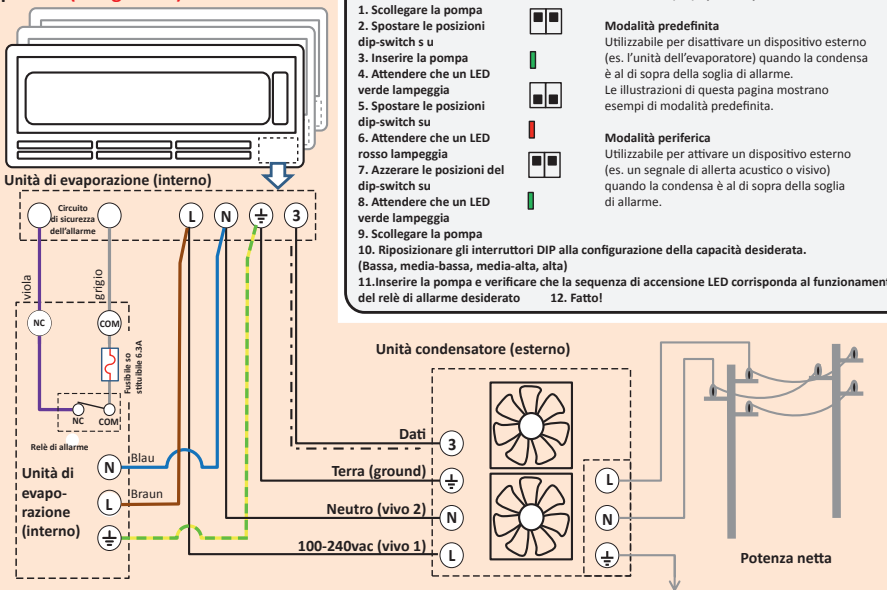 1. Scollegare la pompa
2. Spostare le posizioni
dip-switch s u
3. Inserire la pompa
4. Attendere che un LED
verde lampeggia
5. Spostare le posizioni
dip-switch su
6. Attendere che un LED
rosso lampeggia
7. Azzerare le posizioni del
dip-switch su
8. Attendere che un LED
verde lampeggia
9. Scollegare la pompa
10. Riposizionare gli interruttori DIP alla configurazione della capacità desiderata.
(Bassa, media-bassa, media-alta, alta)
11.Inserire la pompa e verificare che la sequenza di accensione LED corrisponda al funzionament
del relè di allarme desiderato 12. Fatto!
Modalità predefinita
Utilizzabile per disattivare un dispositivo esterno
(es. l'unità dell'evaporatore) quando la condensa
è al di sopra della soglia di allarme.
Le illustrazioni di questa pagina mostrano
esempi di modalità predefinita.
Modalità periferica
Utilizzabile per attivare un dispositivo esterno
(es. un segnale di allerta acustico o visivo)
quando la condensa è al di sopra della soglia
di allarme.
Unità di evaporazione (interno)
Circuito
di sicurezza
dell'allarme
L
N
3
viola
grigio
NC
COM
Fusibile so
stituibile 6.3A
NC
COM
Relè di allarme
Unità di
evapo-
razione
(interno)
N
Blau
L
Braun
Unità condensatore (esterno)
Dati
3
Terra (ground)
Neutro (vivo 2)
N
100-240vac (vivo 1)
L
L
N
Potenza netta